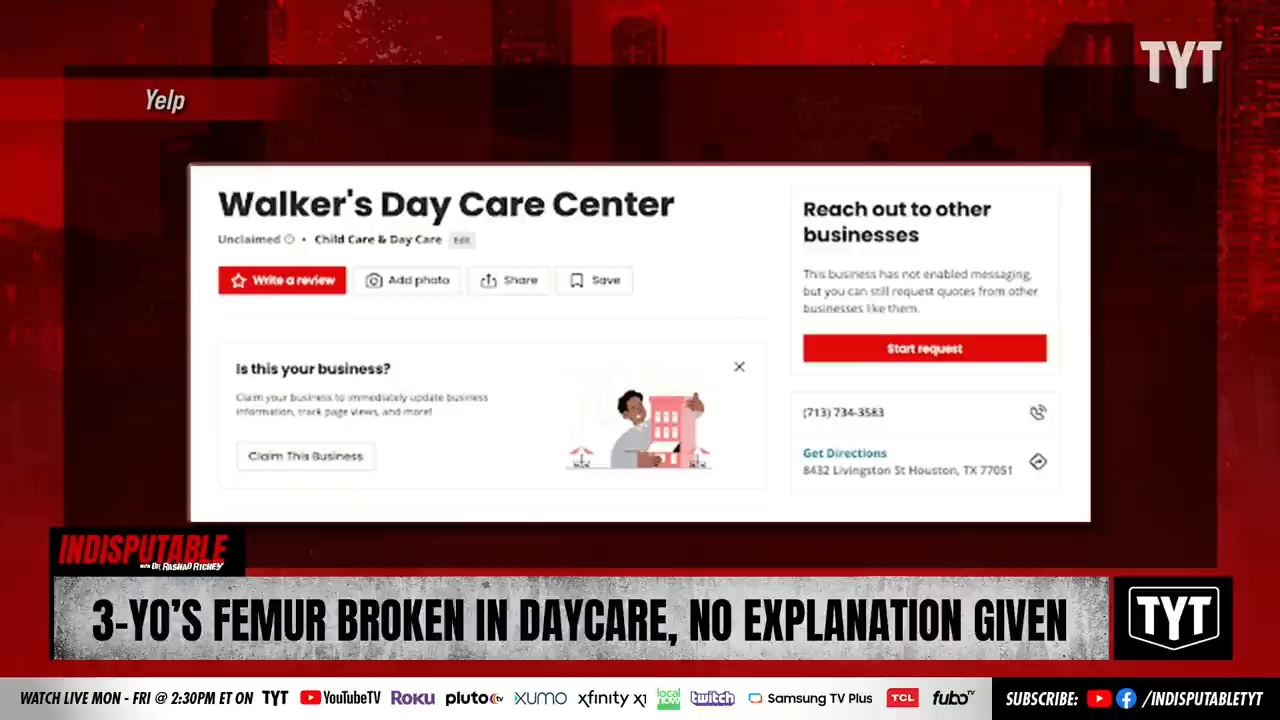 TYT
Yelp
Walker's Day Care Center
Unclaimed • Child Care & Day Care Edit
Write a review Add photo Share Save
Is this your business?
Claim your business to immediately update business
information, track page views, and more!
Claim This Business
Reach out to other
businesses
This business has not enabled messaging,
but you can still request quotes from other
businesses like them.
Start request
(713) 734-3583
Get Directions
8432 Livingston St Houston, TX 77051
INDISPUTABLE
WITH DR. RASHAD RICHEY
3-YO'S FEMUR BROKEN IN DAYCARE, NO EXPLANATION GIVEN
TYT
WATCH LIVE MON - FRI @ 2:30PM ET ON TYT YouTubeTV ROKU pluto tv XUMO xfinity x1 local now twitch Samsung TV Plus TCL fubo TV
SUBSCRIBE: /INDISPUTABLETYT